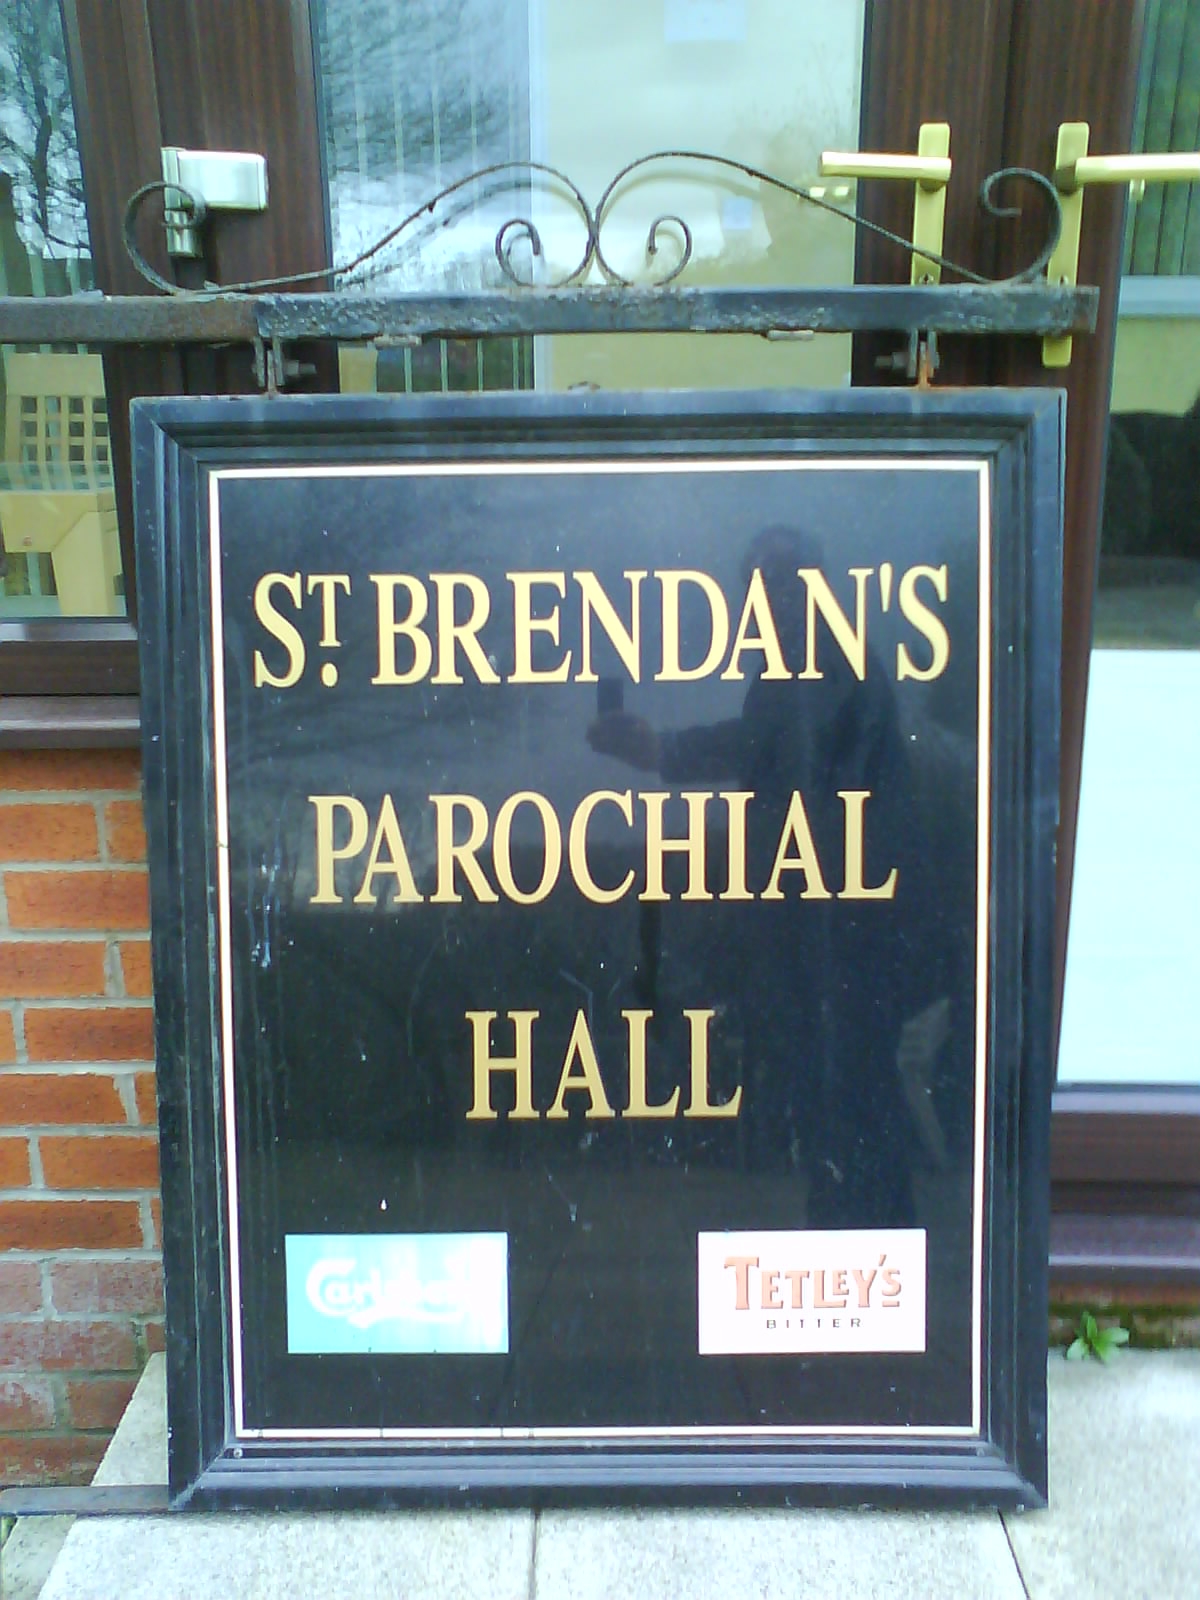 ST. BRENDAN'S
PAROCHIAL
HALL
Carlsberg
TETLEY'S
BITTER